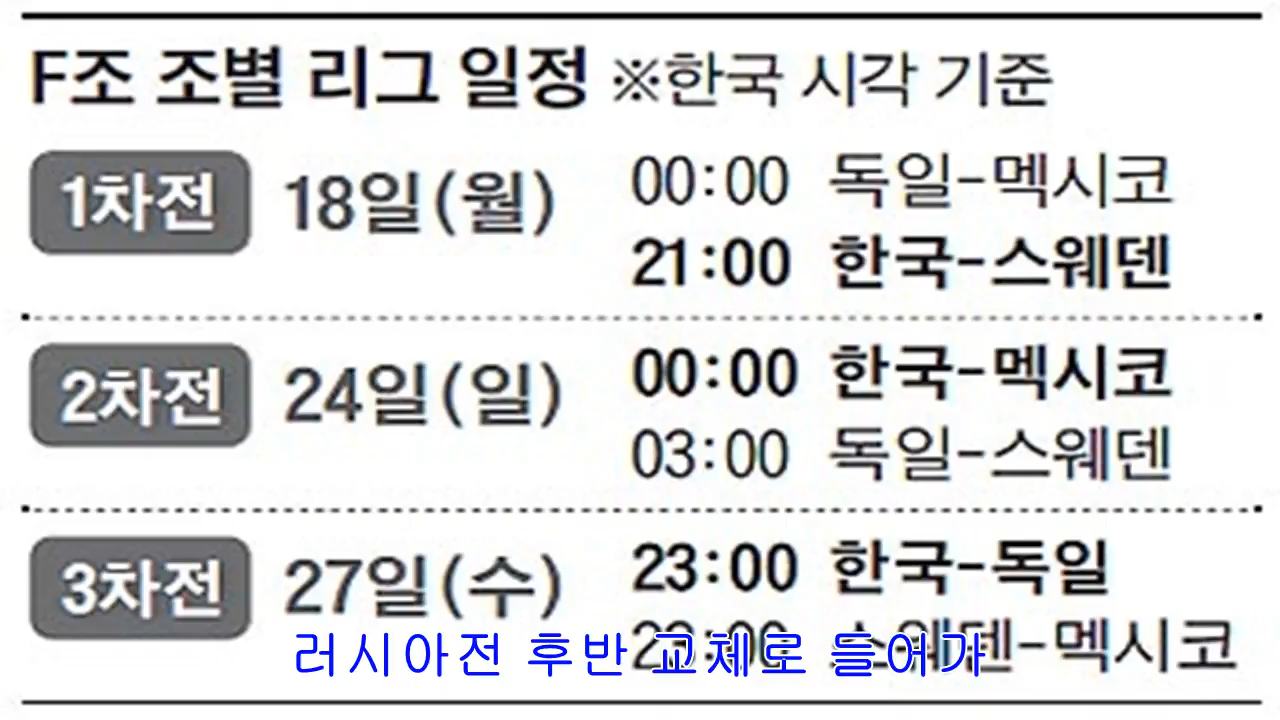 F조 조별 리그 일정 ※한국 시각 기준
1차전 18일(월) 00:00 독일-멕시코
21:00 한국-스웨덴
2차전 24일(일) 00:00 한국-멕시코
03:00 독일-스웨덴
3차전 27일(수) 23:00 한국-독일
23:00 스웨덴-멕시코
러시아전 후반 교체로 들어가